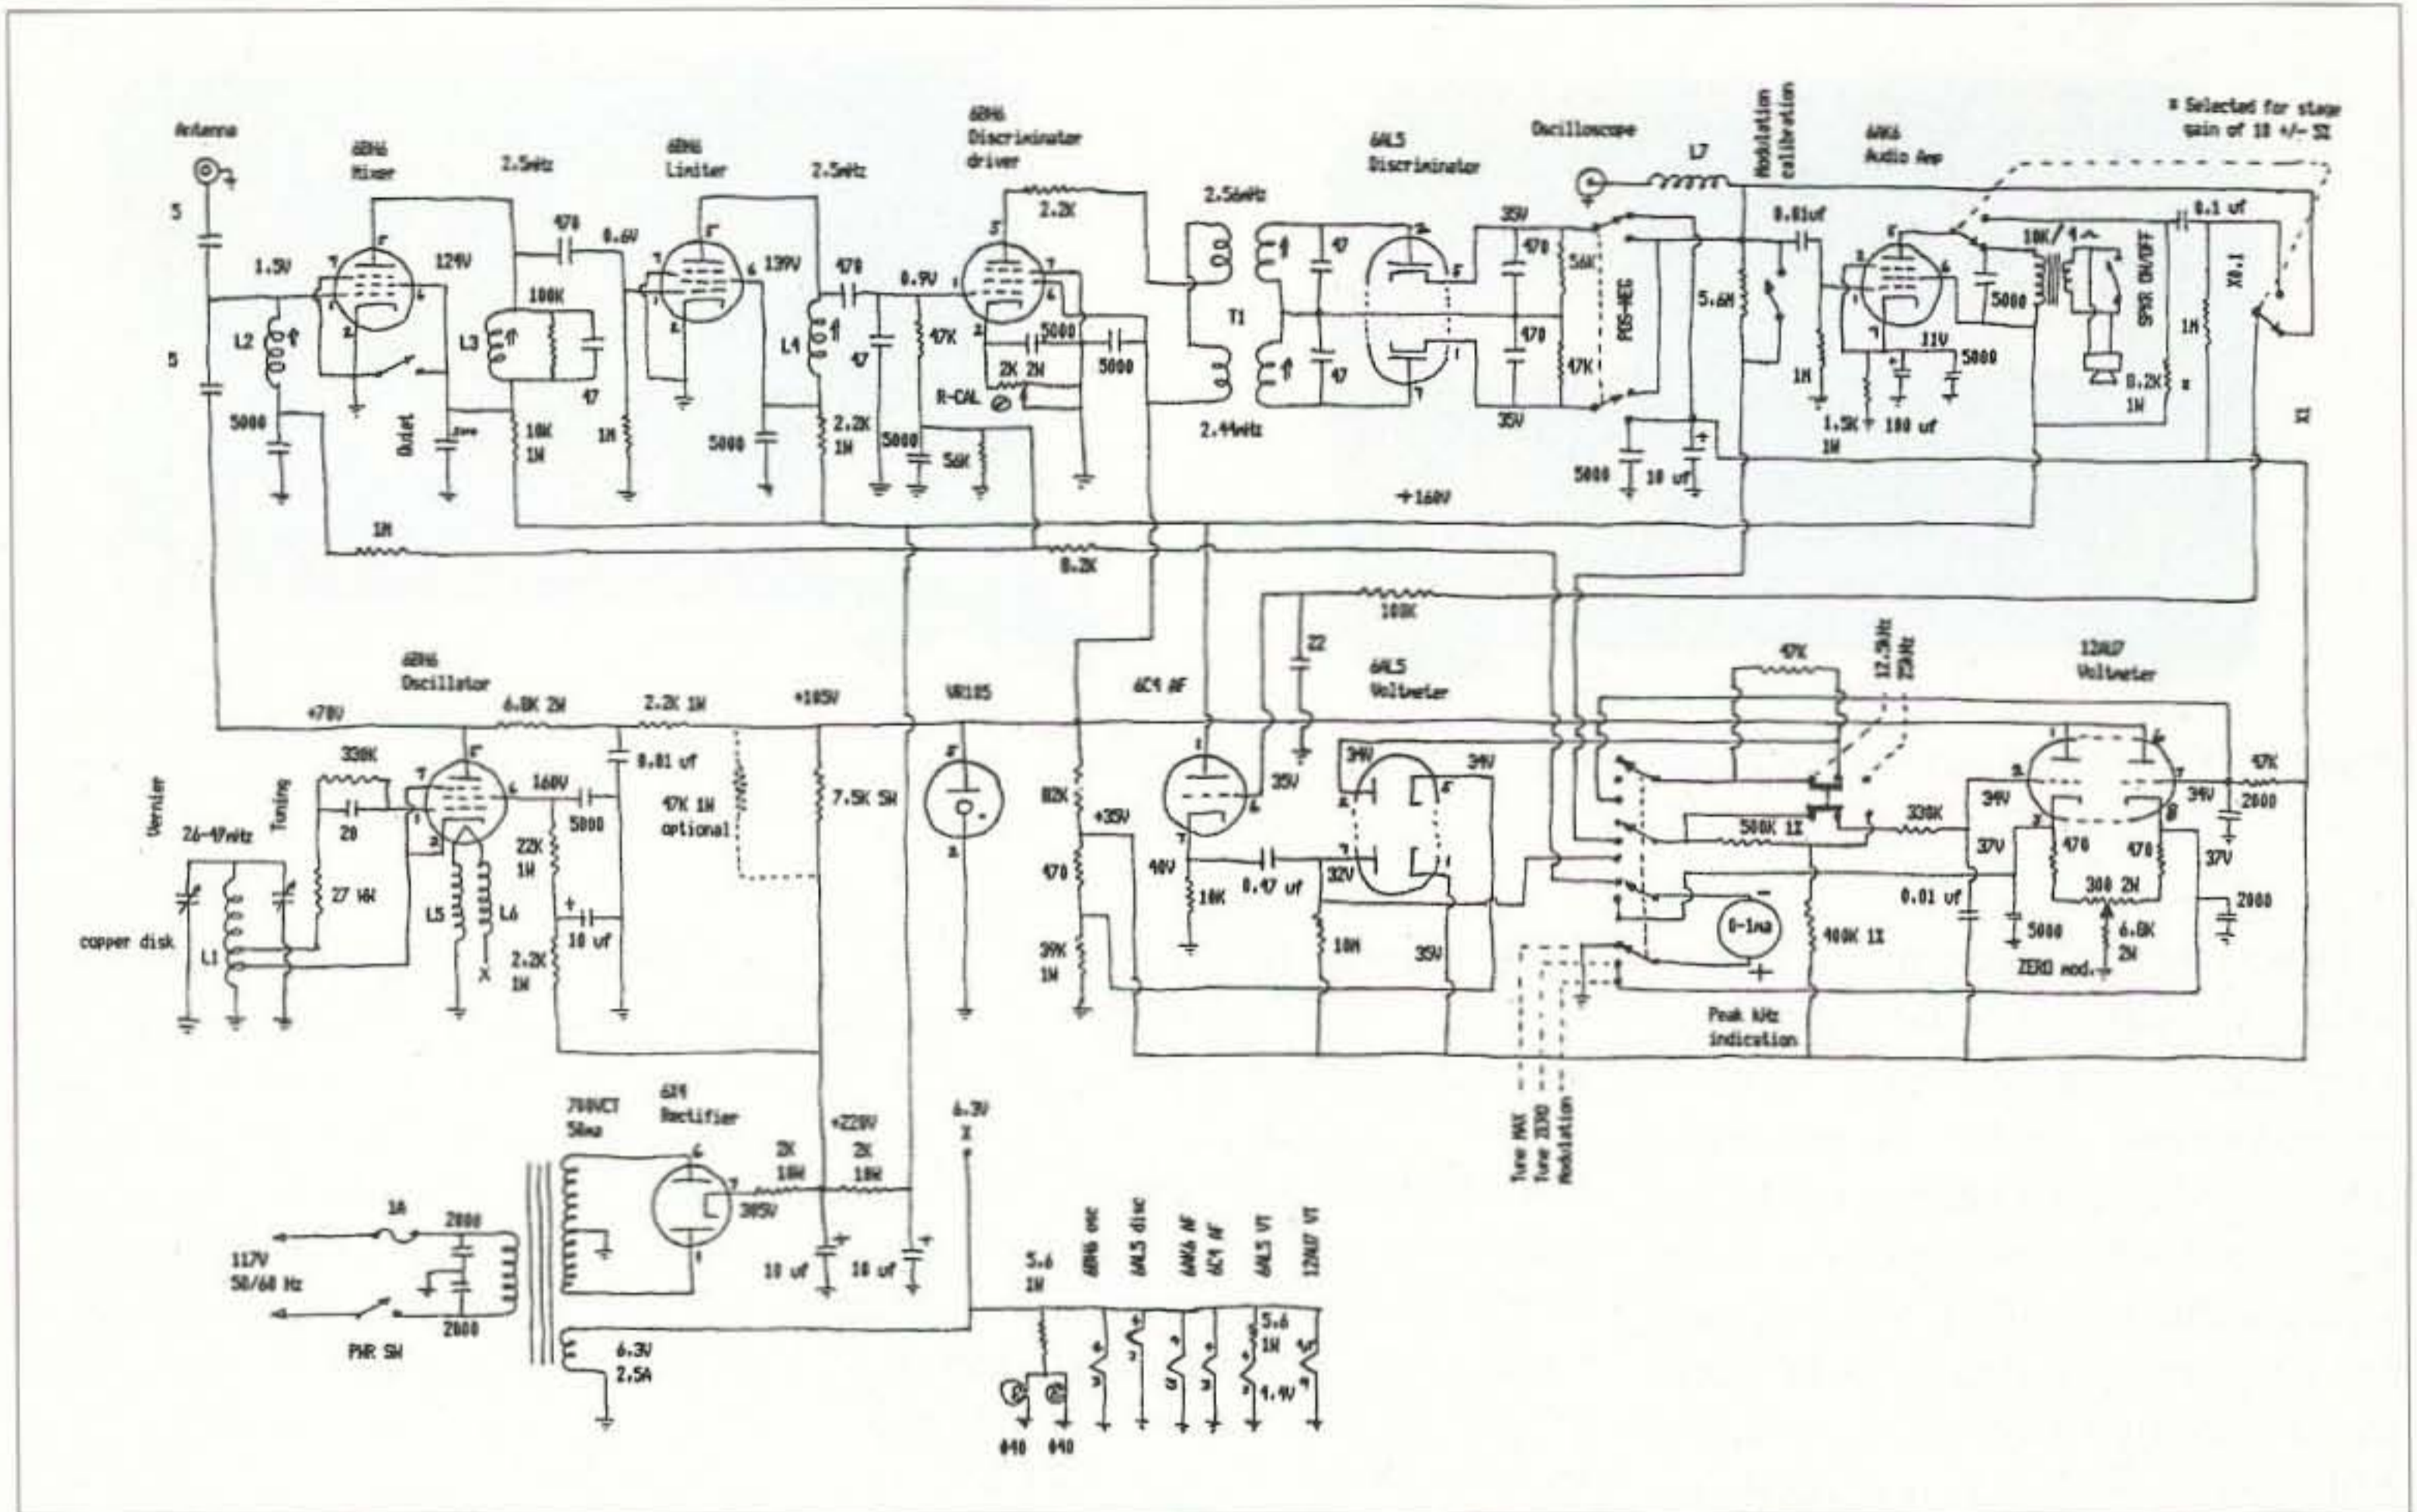 Antenna
5
5
6BH6
Mixer
1.5V
124V
L2
5000
Quiet
2.5mHz
470
0.6V
100K
L3
47
10K
1W
1M
6BH6
Limiter
2.5mHz
139V
470
L4
5000
2.2K
1W
47
0.9V
47K
5000
56K
6BH6
Discriminator
driver
2.2K
5000
2K 2W
5000
R-CAL
2.56mHz
T1
2.44mHz
47
47
6AL5
Discriminator
Oscilloscope
L7
35V
470
56K
470
47K
35V
POS-NEG
5000
10 uf
Modulation
calibration
0.01uf
5.6M
1M
6AK6
Audio Amp
11V
5000
5000
1.5K
1W
100 uf
10K/4
SPKR ON/OFF
8.2K
1W
*
0.1 uf
1M
X0.1
X1
* Selected for stage
gain of 10 +/- 5%
+160V
1M
8.2K
100K
22
6BH6
Oscillator
+70V
6.8K 2W
2.2K 1W
+105V
VR105
330K
20
160V
0.01 uf
5000
22K
1W
47K 1W
optional
7.5K 5W
Vernier
26-47mHz
Tuning
copper disk
L1
27 WW
L5
L6
X
10 uf
2.2K
1W
82K
+35V
470
39K
1W
6C4 AF
35V
40V
10K
0.47 uf
6AL5
Voltmeter
34V
34V
32V
10M
35V
47K
12.5kHz
25kHz
500K 1%
330K
400K 1%
0-1ma
Peak kHz
indication
Tune MAX
Tune ZERO
Modulation
12AU7
Voltmeter
34V
37V
470
470
34V
37V
47K
2000
300 2W
2000
0.01 uf
5000
6.8K
2W
ZERO mod.
700VCT
50ma
6X4
Rectifier
+220V
2K
10W
2K
10W
305V
10 uf
10 uf
6.3V
X
1A
2000
117V
50/60 Hz
2000
PWR SW
6.3V
2.5A
5.6
1W
6BH6 osc
6AL5 disc
6AK6 AF
6C4 AF
6AL5 VT
12AU7 VT
5.6
1W
4.4V
#40
#40